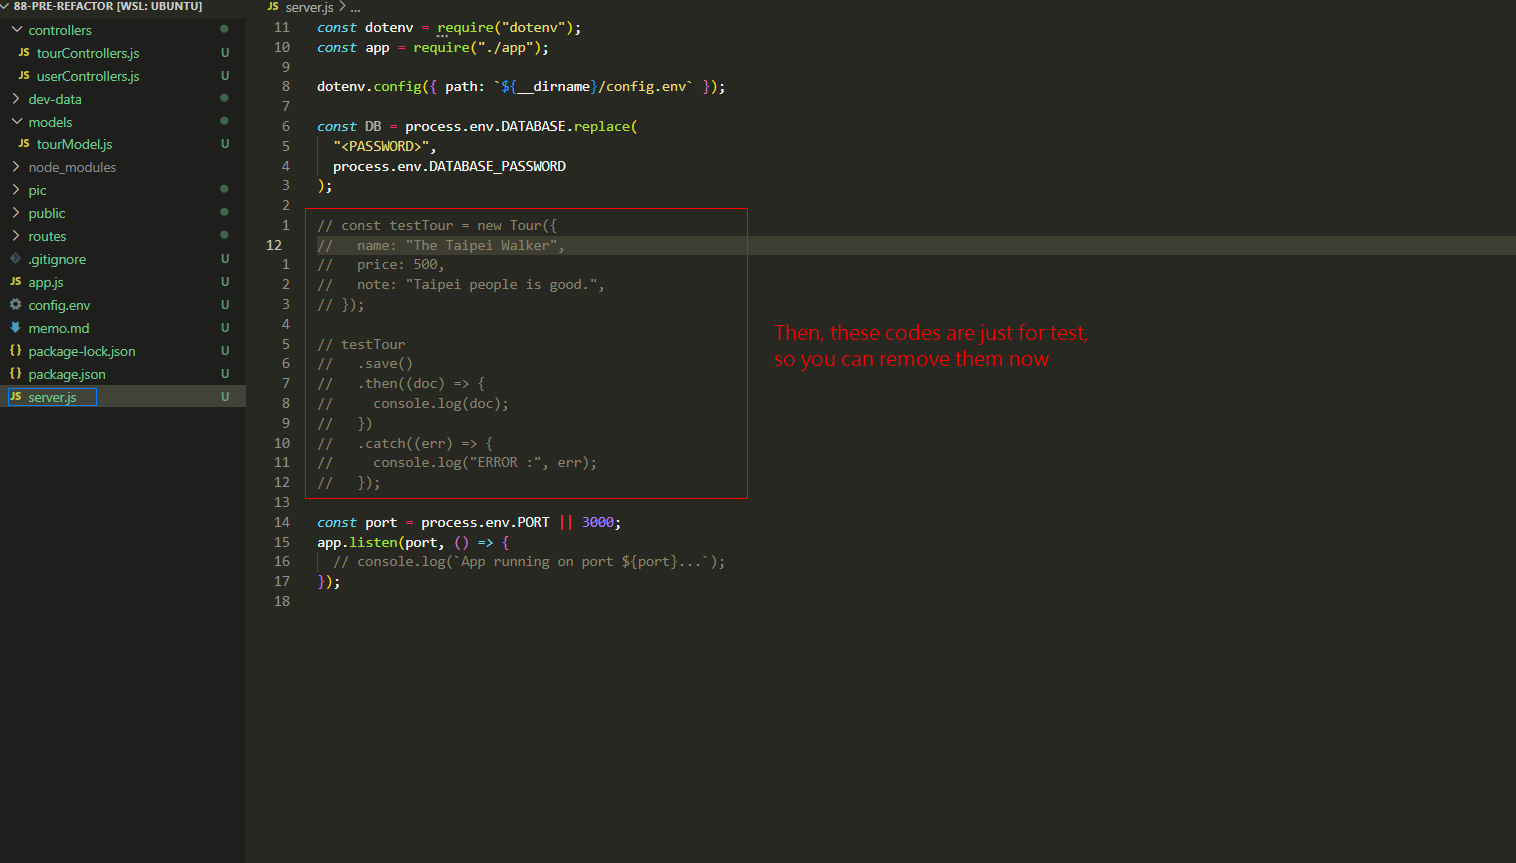 88-PRE-REFACTOR [WSL: UBUNTU]
controllers
JS tourControllers.js U
JS userControllers.js U
dev-data
models
JS tourModel.js U
node_modules
pic
public
routes
.gitignore U
JS app.js U
config.env U
memo.md U
{} package-lock.json U
{} package.json U
JS server.js U
JS server.js > ...
11 const dotenv = require("dotenv");
10 const app = require("./app");
9
8 dotenv.config({ path: `${__dirname}/config.env` });
7
6 const DB = process.env.DATABASE.replace(
5 "<PASSWORD>",
4 process.env.DATABASE_PASSWORD
3 );
2
1 // const testTour = new Tour({
12 // name: "The Taipei Walker",
1 // price: 500,
2 // note: "Taipei people is good.",
3 // });
4
5 // testTour
6 // .save()
7 // .then((doc) => {
8 // console.log(doc);
9 // })
10 // .catch((err) => {
11 // console.log("ERROR :", err);
12 // });
13
14 const port = process.env.PORT || 3000;
15 app.listen(port, () => {
16 // console.log(`App running on port ${port}...`);
17 });
18
Then, these codes are just for test,
so you can remove them now